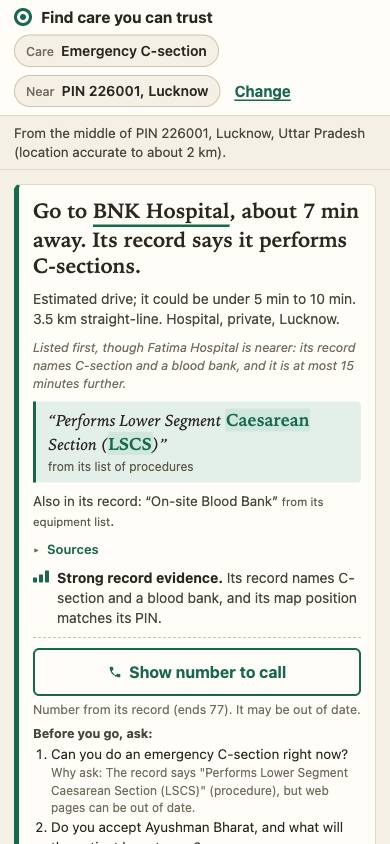 Find care you can trust
Care Emergency C-section
Near PIN 226001, Lucknow Change
From the middle of PIN 226001, Lucknow, Uttar Pradesh
(location accurate to about 2 km).
Go to BNK Hospital, about 7 min
away. Its record says it performs
C-sections.
Estimated drive; it could be under 5 min to 10 min.
3.5 km straight-line. Hospital, private, Lucknow.
Listed first, though Fatima Hospital is nearer: its record
names C-section and a blood bank, and it is at most 15
minutes further.
“Performs Lower Segment Caesarean
Section (LSCS)”
from its list of procedures
Also in its record: “On-site Blood Bank” from its
equipment list.
▸ Sources
Strong record evidence. Its record names C-
section and a blood bank, and its map position
matches its PIN.
Show number to call
Number from its record (ends 77). It may be out of date.
Before you go, ask:
1. Can you do an emergency C-section right now?
Why ask: The record says "Performs Lower Segment
Caesarean Section (LSCS)" (procedure), but web
pages can be out of date.
2. Do you accept Ayushman Bharat, and what will